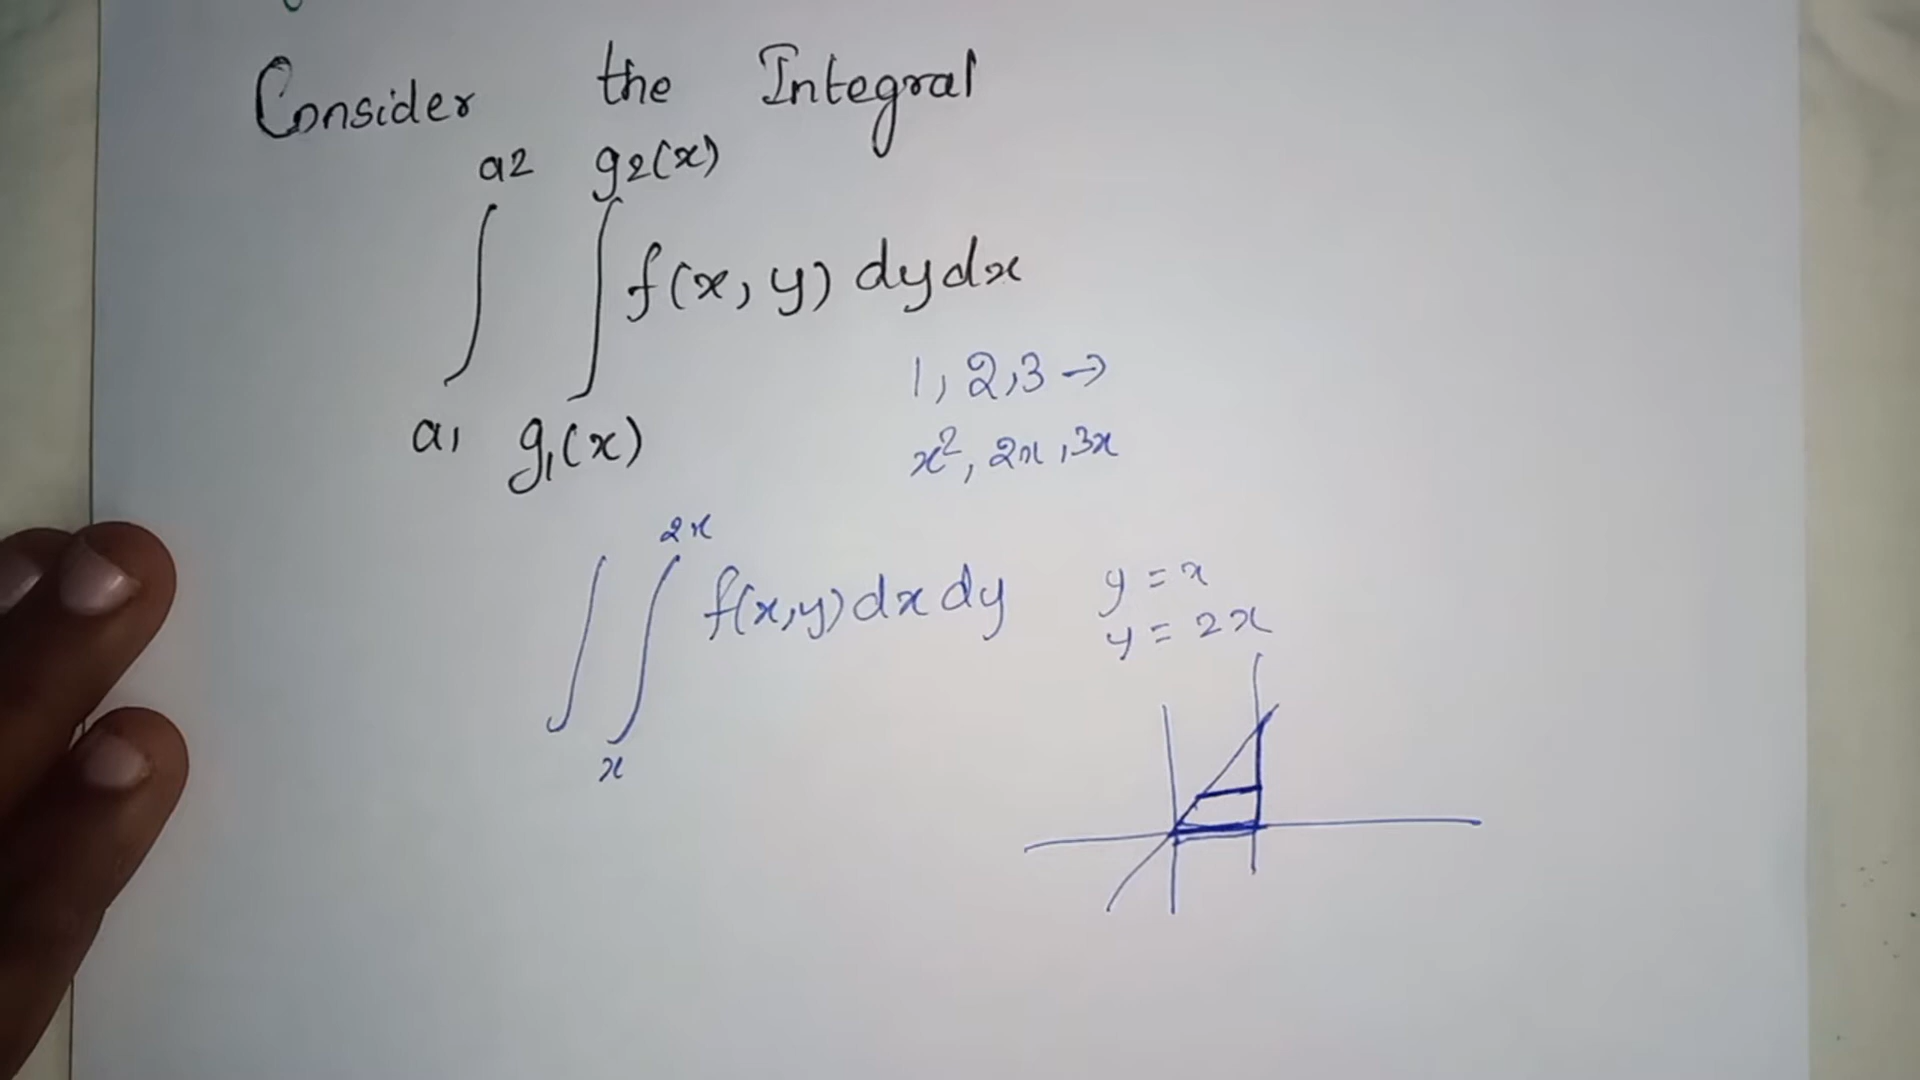 Consider the Integral
a2 g2(x)
∫ ∫ f(x, y) dy dx
a1 g1(x)
1, 2, 3 →
x², 2x, 3x
2x
∫ ∫ f(x,y) dx dy
x
y = x
y = 2x